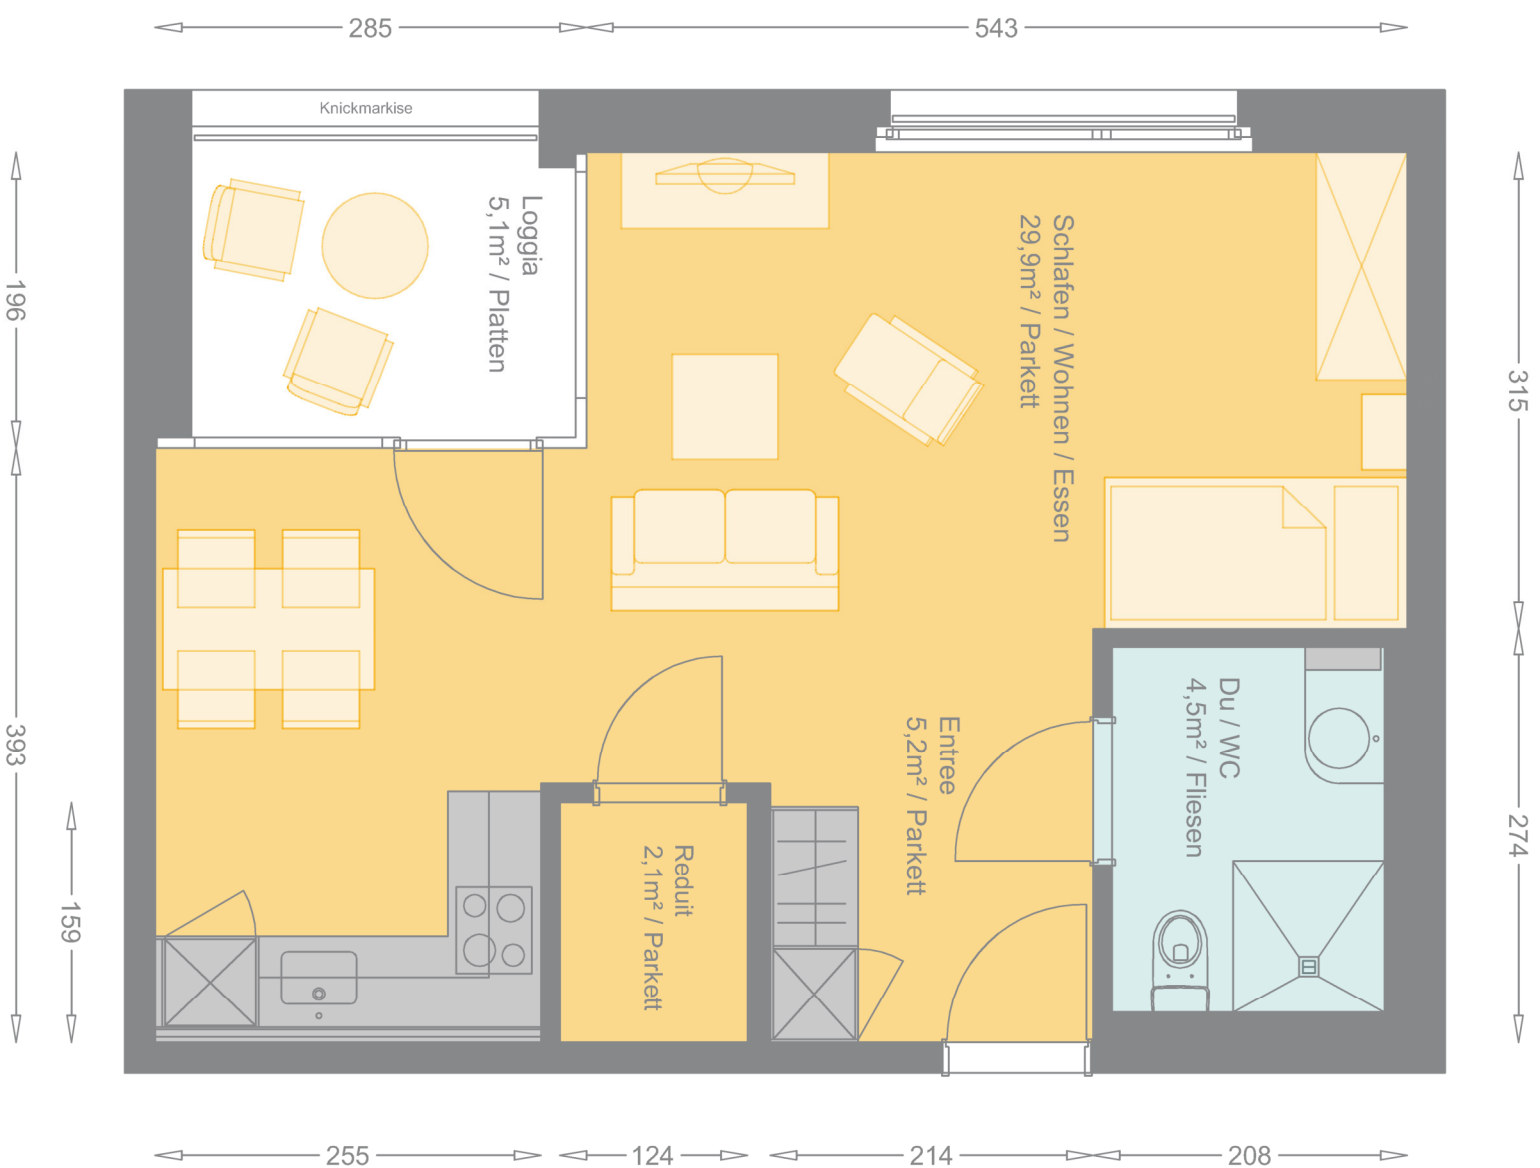 285
543
Knickmarkise
Loggia
5,1m² / Platten
Schlafen / Wohnen / Essen
29,9m² / Parkett
196
315
393
Du / WC
4,5m² / Fliesen
Entree
5,2m² / Parkett
Reduit
2,1m² / Parkett
274
159
255
124
214
208